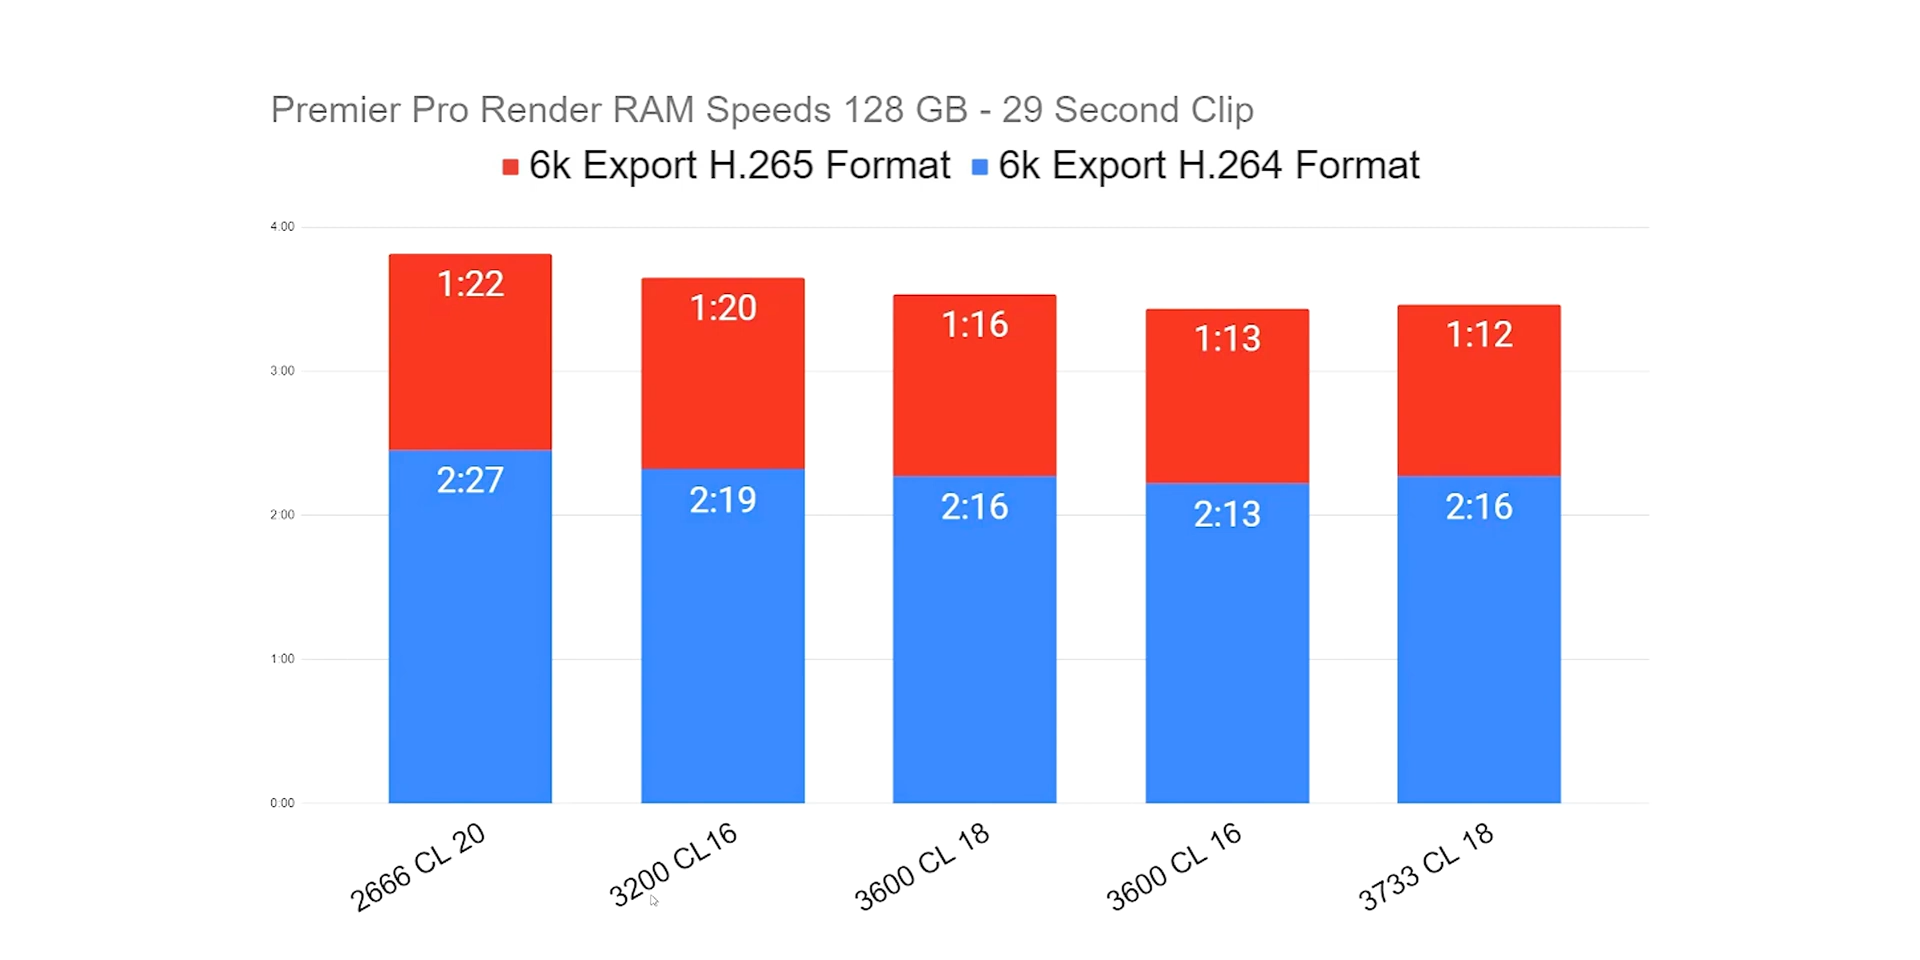 Premier Pro Render RAM Speeds 128 GB - 29 Second Clip
6k Export H.265 Format 6k Export H.264 Format
4:00
1:22
1:20
1:16
1:13
1:12
3:00
2:27
2:19
2:16
2:13
2:16
2:00
1:00
0:00
2666 CL 20
3200 CL16
3600 CL 18
3600 CL 16
3733 CL 18